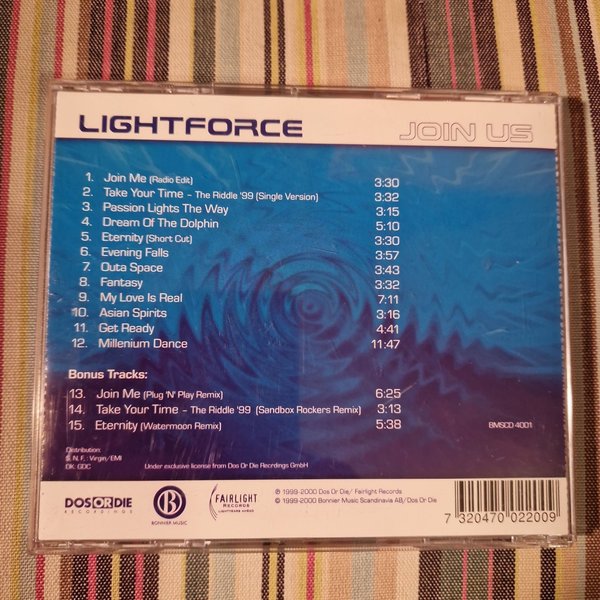 LIGHTFORCE JOIN US
1. Join Me (Radio Edit) 3:30
2. Take Your Time - The Riddle '99 (Single Version) 3:32
3. Passion Lights The Way 3:15
4. Dream Of The Dolphin 5:10
5. Eternity (Short Cut) 3:30
6. Evening Falls 3:57
7. Outa Space 3:43
8. Fantasy 3:32
9. My Love Is Real 7:11
10. Asian Spirits 3:16
11. Get Ready 4:41
12. Millenium Dance 11:47
Bonus Tracks:
13. Join Me (Plug 'N' Play Remix) 6:25
14. Take Your Time - The Riddle '99 (Sandbox Rockers Remix) 3:13
15. Eternity (Watermoon Remix) 5:38
BMSCD 4001
Distribution:
S, N, F, : Virgin/EMI
DK, GDC
Under exclusive license from Dos Or Die Recrdings GmbH
DOS OR DIE
RECORDINGS
B
BONNIER MUSIC
FAIRLIGHT
RECORDS
LIGHTWARE AHEAD
℗ 1999-2000 Dos Or Die/ Fairlight Records
© 1999-2000 Bonnier Music Scandinavia AB/ Dos Or Die
7 320470 022009